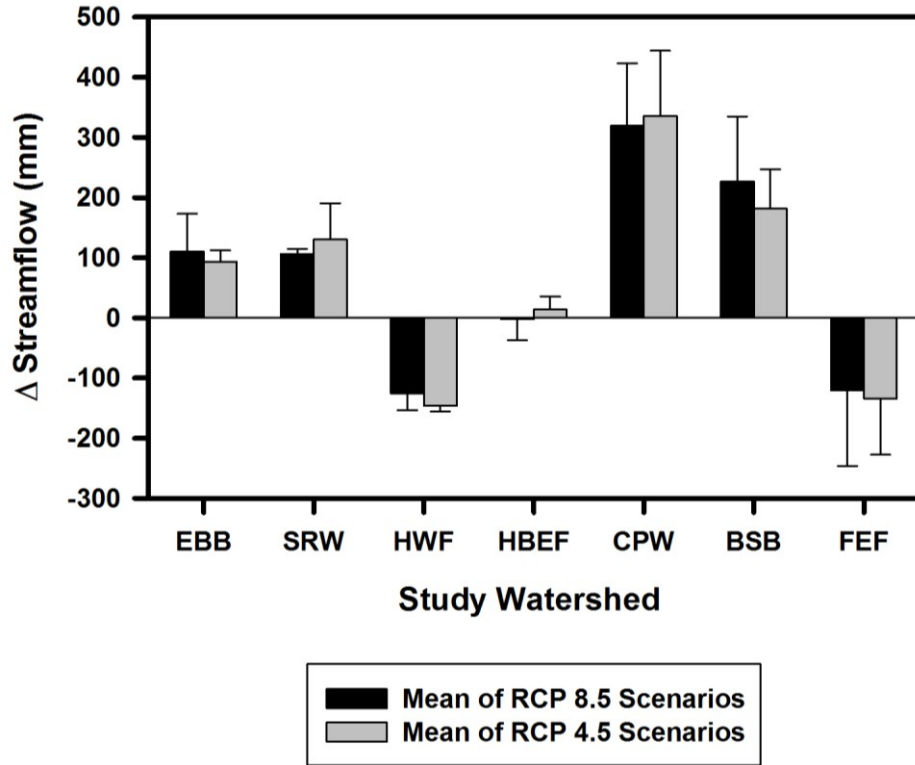 500
400
300
200
100
0
-100
-200
-300
Δ Streamflow (mm)
EBB SRW HWF HBEF CPW BSB FEF
Study Watershed
Mean of RCP 8.5 Scenarios
Mean of RCP 4.5 Scenarios